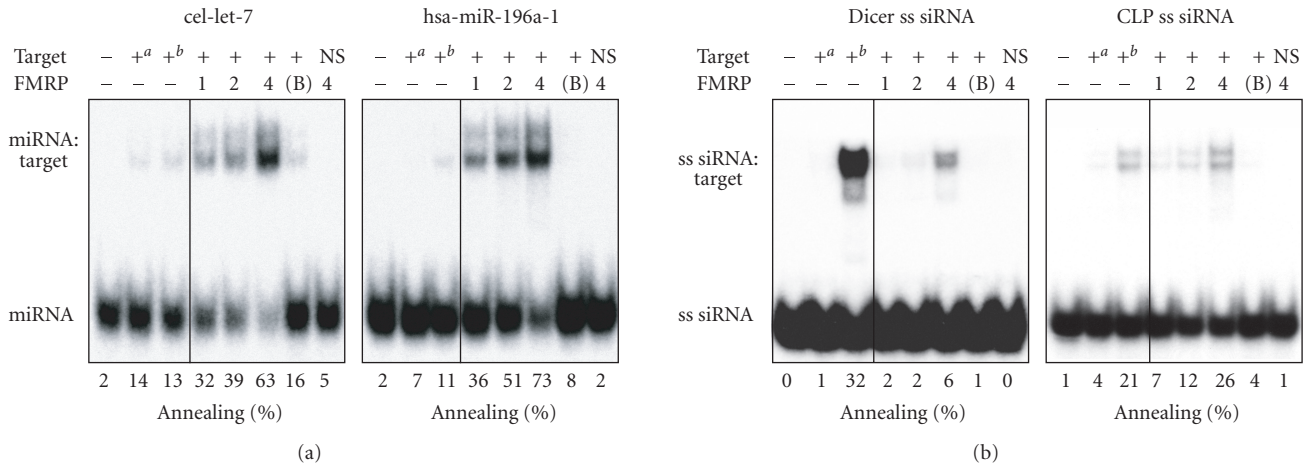 cel-let-7 hsa-miR-196a-1 Dicer ss siRNA CLP ss siRNA
Target − +ᵃ +ᵇ + + + + NS − +ᵃ +ᵇ + + + + NS Target − +ᵃ +ᵇ + + + + NS − +ᵃ +ᵇ + + + + NS
FMRP − − − 1 2 4 (B) 4 − − − 1 2 4 (B) 4 FMRP − − − 1 2 4 (B) 4 − − − 1 2 4 (B) 4
miRNA: ss siRNA:
target target
miRNA ss siRNA
2 14 13 32 39 63 16 5 2 7 11 36 51 73 8 2 0 1 32 2 2 6 1 0 1 4 21 7 12 26 4 1
Annealing (%) Annealing (%) Annealing (%) Annealing (%)
(a) (b)